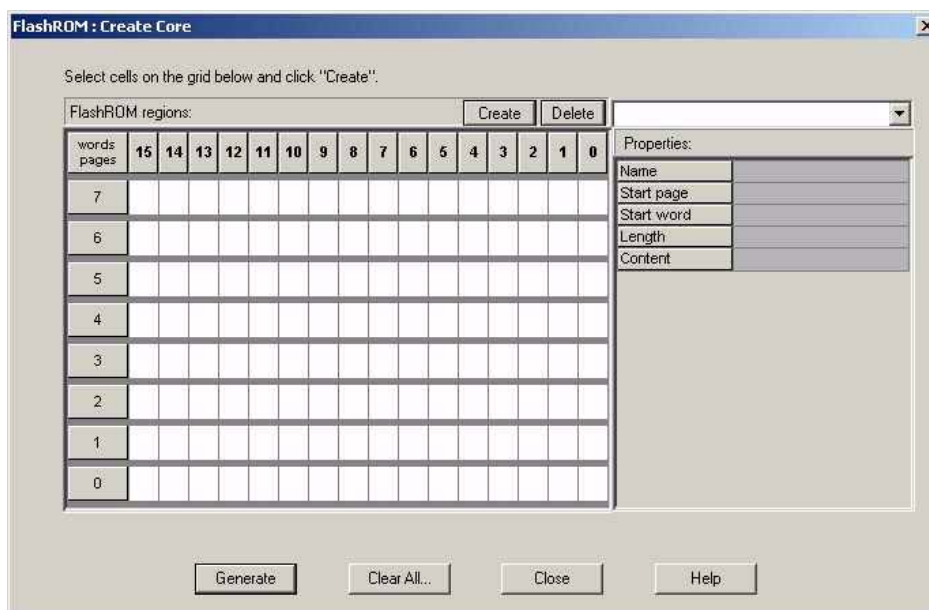 FlashROM : Create Core
Select cells on the grid below and click "Create".
FlashROM regions:
Create
Delete
words
pages
15 14 13 12 11 10 9 8 7 6 5 4 3 2 1 0
7
6
5
4
3
2
1
0
Properties:
Name
Start page
Start word
Length
Content
Generate
Clear All...
Close
Help